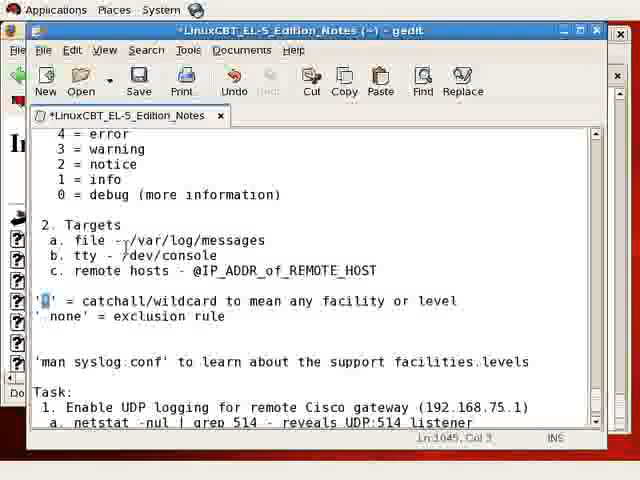 Applications Places System
*LinuxCBT_EL-5_Edition_Notes (~) - gedit
File
File Edit View Search Tools Documents Help
New Open Save Print... Undo Redo Cut Copy Paste Find Replace
*LinuxCBT_EL-5_Edition_Notes
4 = error
3 = warning
2 = notice
1 = info
0 = debug (more information)
2. Targets
a. file - /var/log/messages
b. tty - /dev/console
c. remote hosts - @IP_ADDR_of_REMOTE_HOST
'*' = catchall/wildcard to mean any facility or level
' none' = exclusion rule
'man syslog.conf' to learn about the support facilities.levels
Task:
1. Enable UDP logging for remote Cisco gateway (192.168.75.1)
a. netstat -nul | grep 514 - reveals UDP:514 listener
Do
Ln 1045, Col 3 INS